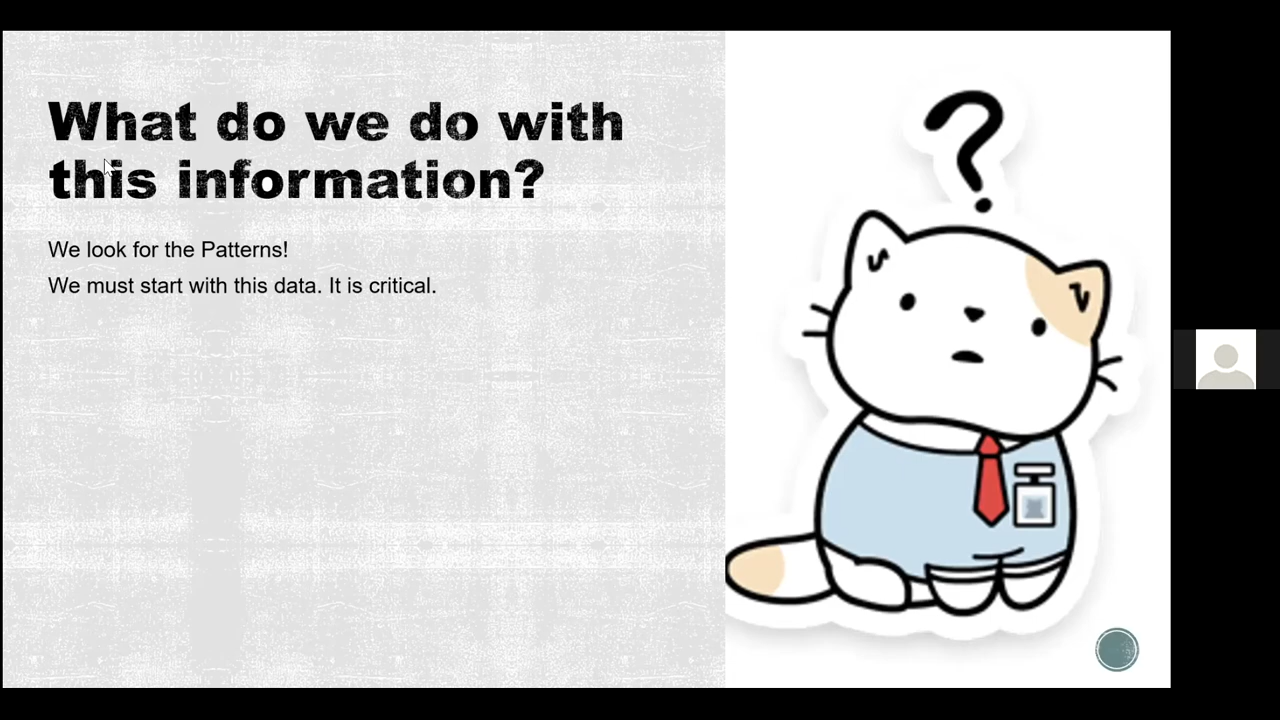 What do we do with
this information?
We look for the Patterns!
We must start with this data. It is critical.
?